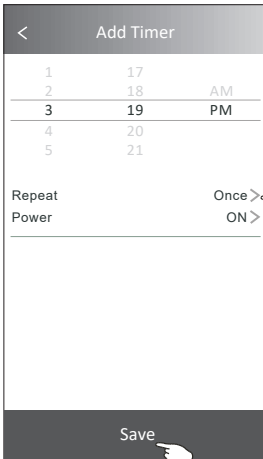 < Add Timer
1 17
2 18 AM
3 19 PM
4 20
5 21
Repeat Once >
Power ON >
Save